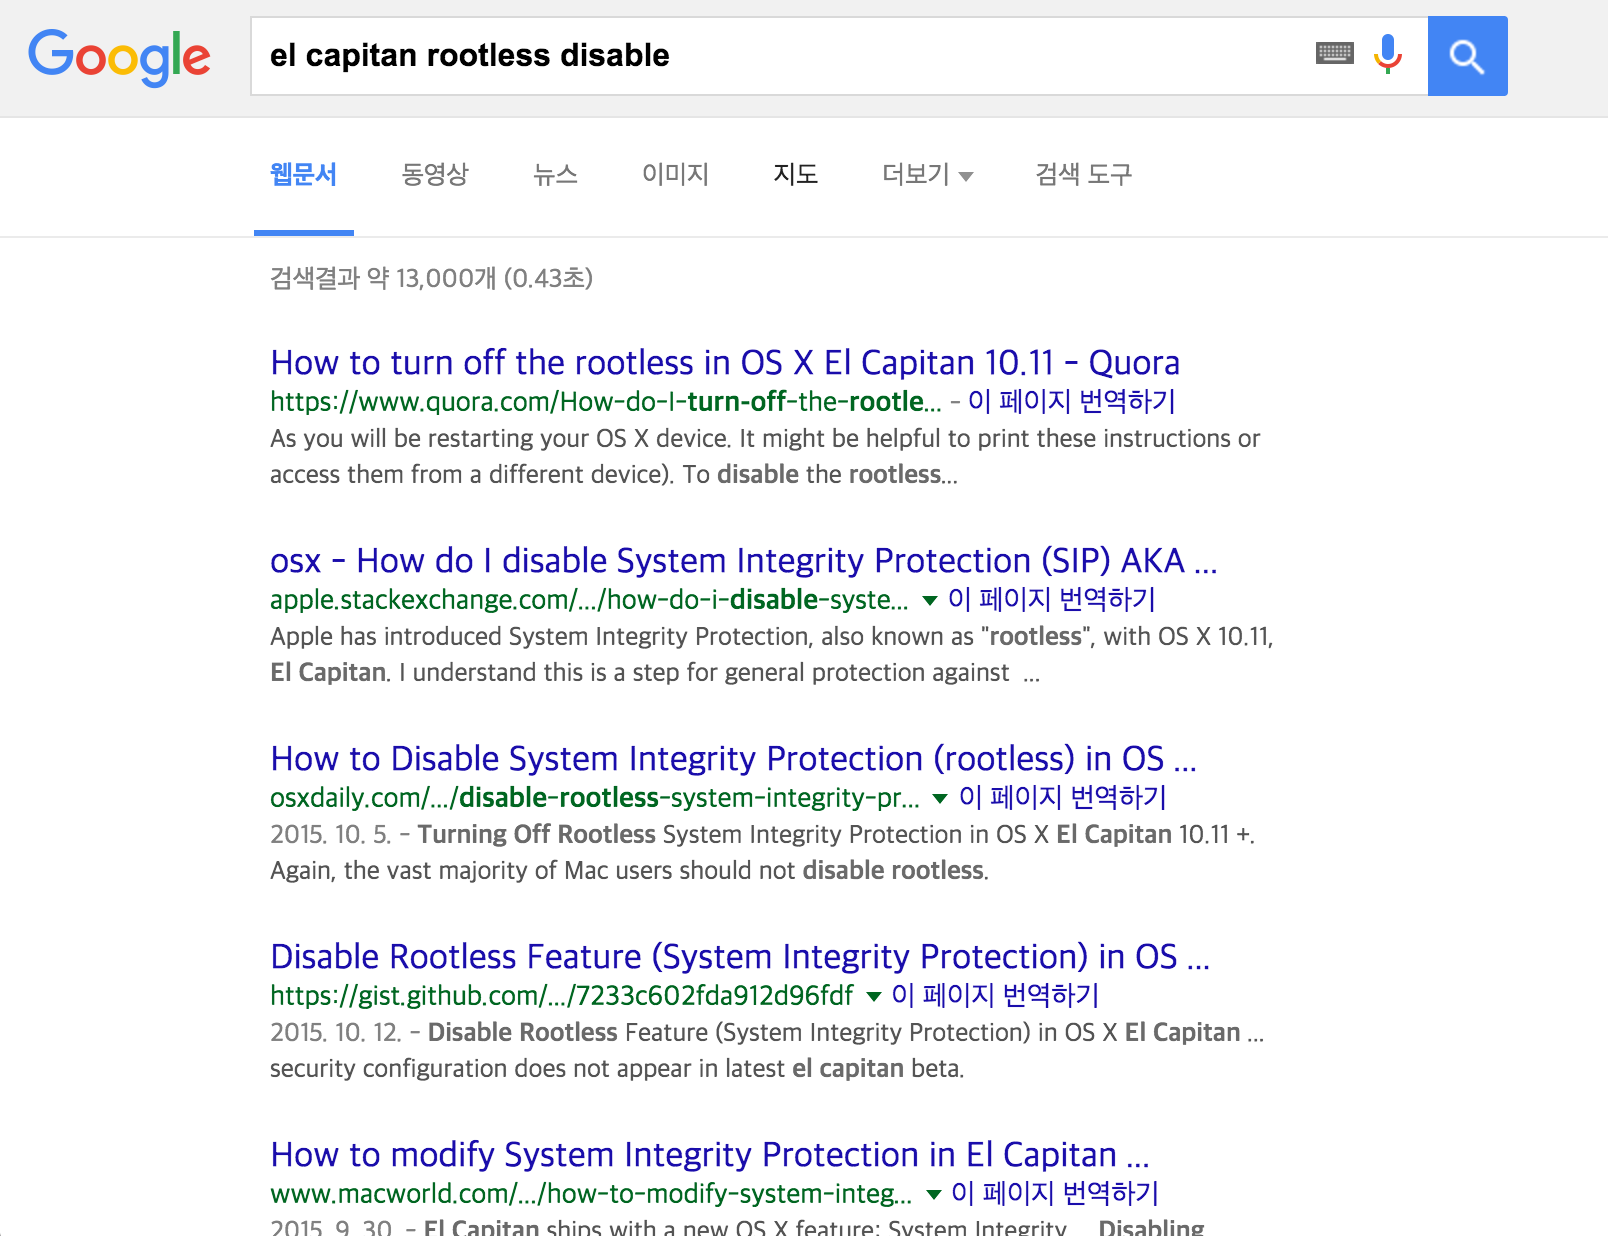 Google
el capitan rootless disable
웹문서 동영상 뉴스 이미지 지도 더보기 검색 도구
검색결과 약 13,000개 (0.43초)
How to turn off the rootless in OS X El Capitan 10.11 - Quora
https://www.quora.com/How-do-I-turn-off-the-rootle... - 이 페이지 번역하기
As you will be restarting your OS X device. It might be helpful to print these instructions or
access them from a different device). To disable the rootless...
osx - How do I disable System Integrity Protection (SIP) AKA ...
apple.stackexchange.com/.../how-do-i-disable-syste... 이 페이지 번역하기
Apple has introduced System Integrity Protection, also known as "rootless", with OS X 10.11,
El Capitan. I understand this is a step for general protection against ...
How to Disable System Integrity Protection (rootless) in OS ...
osxdaily.com/.../disable-rootless-system-integrity-pr... 이 페이지 번역하기
2015. 10. 5. - Turning Off Rootless System Integrity Protection in OS X El Capitan 10.11 +.
Again, the vast majority of Mac users should not disable rootless.
Disable Rootless Feature (System Integrity Protection) in OS ...
https://gist.github.com/.../7233c602fda912d96fdf 이 페이지 번역하기
2015. 10. 12. - Disable Rootless Feature (System Integrity Protection) in OS X El Capitan ...
security configuration does not appear in latest el capitan beta.
How to modify System Integrity Protection in El Capitan ...
www.macworld.com/.../how-to-modify-system-integ... 이 페이지 번역하기
2015. 9. 30. - El Capitan ships with a new OS X feature: System Integrity ... Disabling